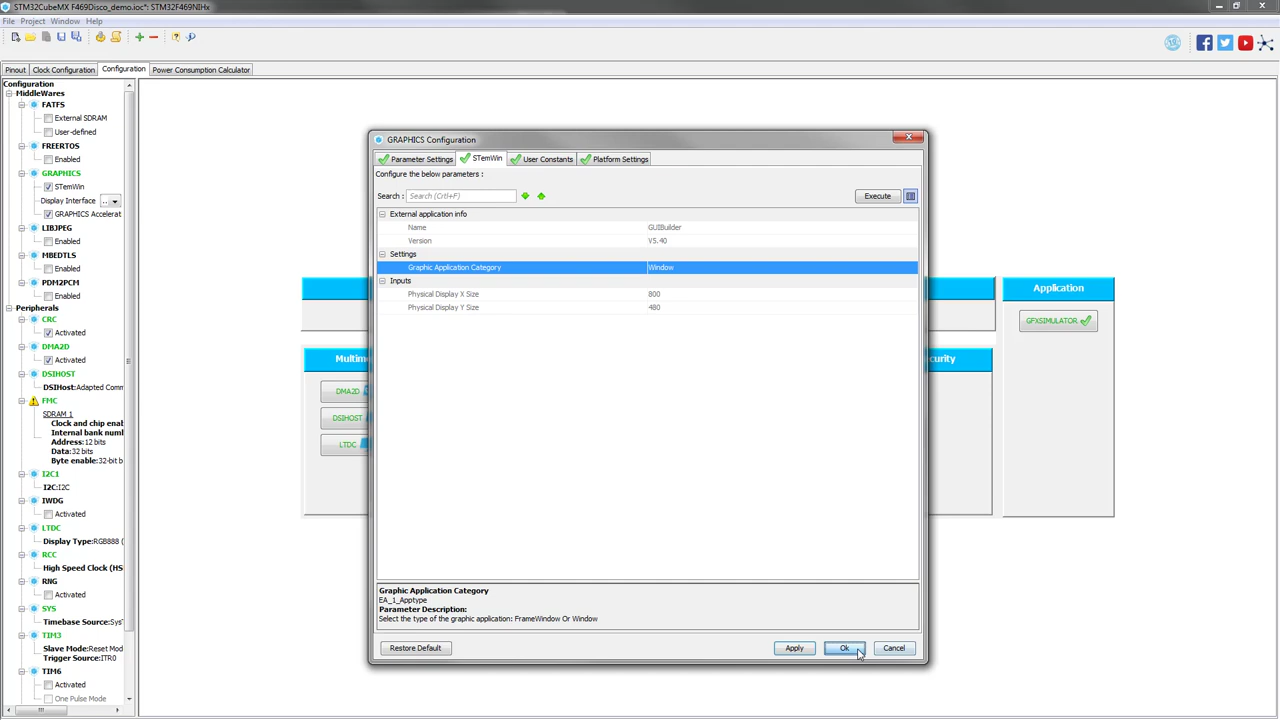 STM32CubeMX F469Disco_demo.ioc*: STM32F469NIHx
File Project Window Help
Pinout Clock Configuration Configuration Power Consumption Calculator
Configuration
MiddleWares
FATFS
External SDRAM
User-defined
FREERTOS
Enabled
GRAPHICS
STemWin
Display Interface ..
GRAPHICS Accelerat
LIBJPEG
Enabled
MBEDTLS
Enabled
PDM2PCM
Enabled
Peripherals
CRC
Activated
DMA2D
Activated
DSIHOST
DSIHost:Adapted Comm
FMC
SDRAM 1
Clock and chip enab
Internal bank numb
Address:12 bits
Data:32 bits
Byte enable:32-bit b
I2C1
I2C:I2C
IWDG
Activated
LTDC
Display Type:RGB888 (
RCC
High Speed Clock (HS
RNG
Activated
SYS
Timebase Source:Sys
TIM3
Slave Mode:Reset Mod
Trigger Source:ITR0
TIM6
Activated
One Pulse Mode
Multime
DMA2D
DSIHOST
LTDC
GRAPHICS Configuration
Parameter Settings STemWin User Constants Platform Settings
Configure the below parameters :
Search : Search (Crtl+F) Execute
External application info
Name GUIBuilder
Version V5.40
Settings
Graphic Application Category Window
Inputs
Physical Display X Size 800
Physical Display Y Size 480
Graphic Application Category
EA_1_Apptype
Parameter Description:
Select the type of the graphic application: FrameWindow Or Window
Restore Default Apply Ok Cancel
ecurity
Application
GFXSIMULATOR